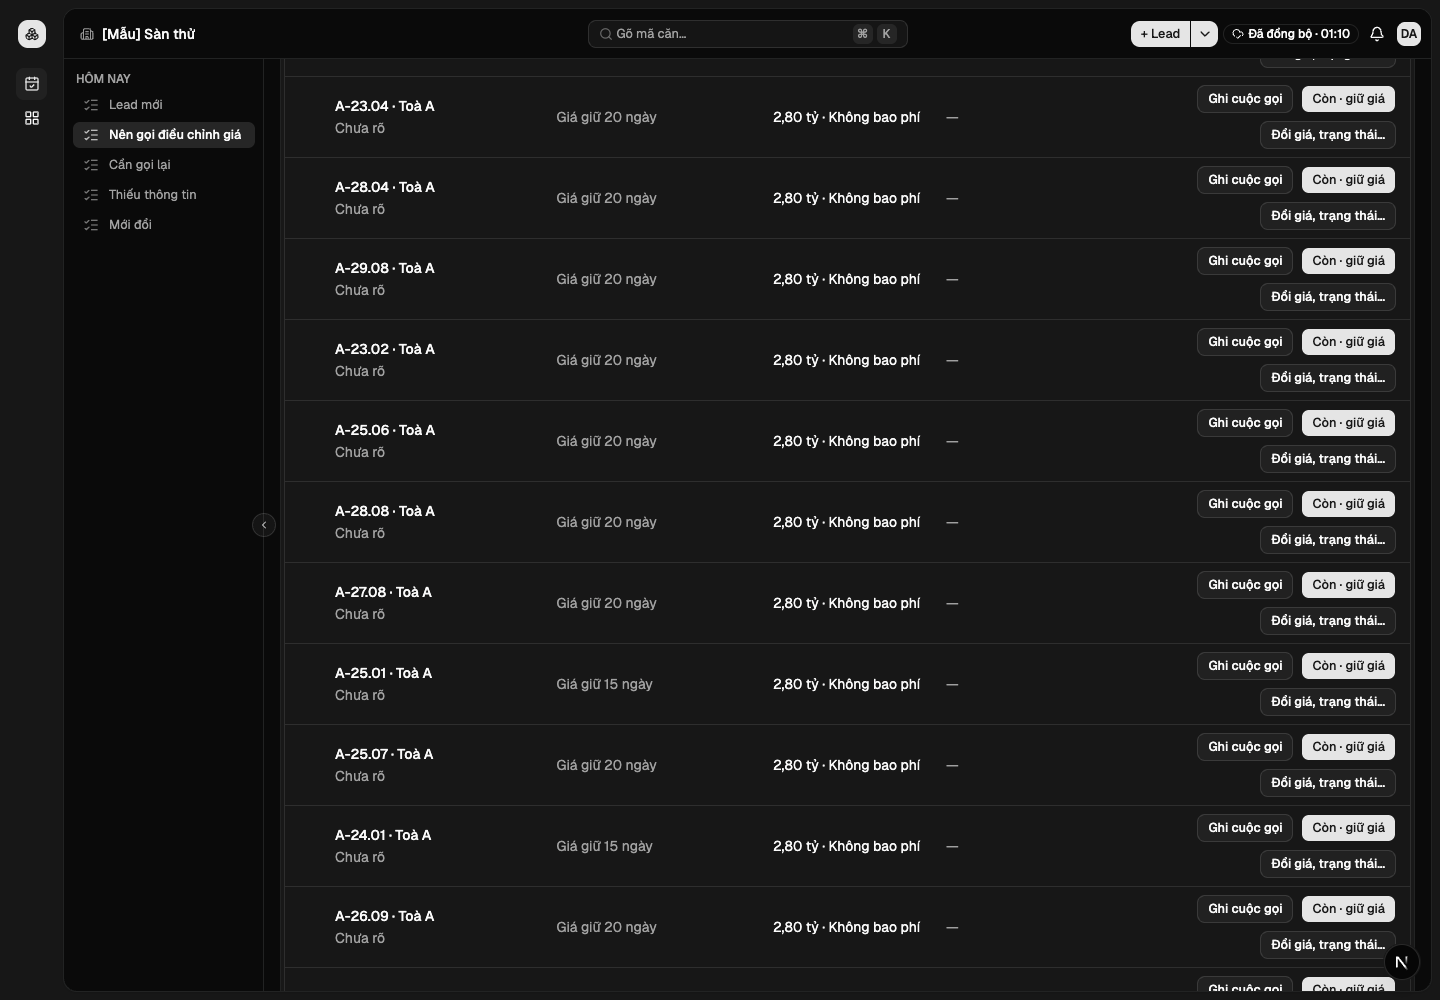 [Mẫu] Sàn thử
Gõ mã căn...
⌘ K
+ Lead
Đã đồng bộ · 01:10
DA
HÔM NAY
Lead mới
Nên gọi điều chỉnh giá
Cần gọi lại
Thiếu thông tin
Mới đổi
A-23.04 · Toà A
Chưa rõ
Giá giữ 20 ngày
2,80 tỷ · Không bao phí
—
Ghi cuộc gọi
Còn · giữ giá
Đổi giá, trạng thái...
A-28.04 · Toà A
Chưa rõ
Giá giữ 20 ngày
2,80 tỷ · Không bao phí
—
Ghi cuộc gọi
Còn · giữ giá
Đổi giá, trạng thái...
A-29.08 · Toà A
Chưa rõ
Giá giữ 20 ngày
2,80 tỷ · Không bao phí
—
Ghi cuộc gọi
Còn · giữ giá
Đổi giá, trạng thái...
A-23.02 · Toà A
Chưa rõ
Giá giữ 20 ngày
2,80 tỷ · Không bao phí
—
Ghi cuộc gọi
Còn · giữ giá
Đổi giá, trạng thái...
A-25.06 · Toà A
Chưa rõ
Giá giữ 20 ngày
2,80 tỷ · Không bao phí
—
Ghi cuộc gọi
Còn · giữ giá
Đổi giá, trạng thái...
A-28.08 · Toà A
Chưa rõ
Giá giữ 20 ngày
2,80 tỷ · Không bao phí
—
Ghi cuộc gọi
Còn · giữ giá
Đổi giá, trạng thái...
A-27.08 · Toà A
Chưa rõ
Giá giữ 20 ngày
2,80 tỷ · Không bao phí
—
Ghi cuộc gọi
Còn · giữ giá
Đổi giá, trạng thái...
A-25.01 · Toà A
Chưa rõ
Giá giữ 15 ngày
2,80 tỷ · Không bao phí
—
Ghi cuộc gọi
Còn · giữ giá
Đổi giá, trạng thái...
A-25.07 · Toà A
Chưa rõ
Giá giữ 20 ngày
2,80 tỷ · Không bao phí
—
Ghi cuộc gọi
Còn · giữ giá
Đổi giá, trạng thái...
A-24.01 · Toà A
Chưa rõ
Giá giữ 15 ngày
2,80 tỷ · Không bao phí
—
Ghi cuộc gọi
Còn · giữ giá
Đổi giá, trạng thái...
A-26.09 · Toà A
Chưa rõ
Giá giữ 20 ngày
2,80 tỷ · Không bao phí
—
Ghi cuộc gọi
Còn · giữ giá
Đổi giá, trạng thái...
N
Ghi cuộc gọi
Còn · giữ giá